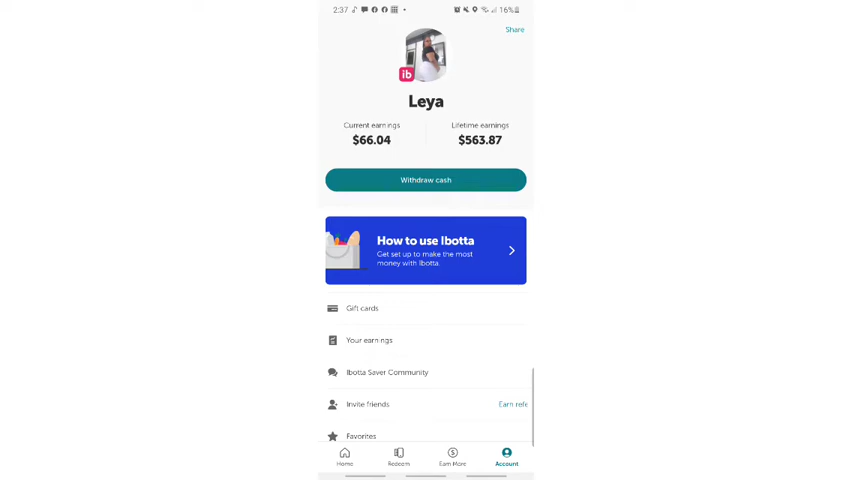 2:37
16%
Share
ib
Leya
Current earnings
Lifetime earnings
$66.04
$563.87
Withdraw cash
How to use Ibotta
Get set up to make the most
money with Ibotta.
Gift cards
Your earnings
Ibotta Saver Community
Invite friends
Earn refe
Favorites
Home
Redeem
Earn More
Account